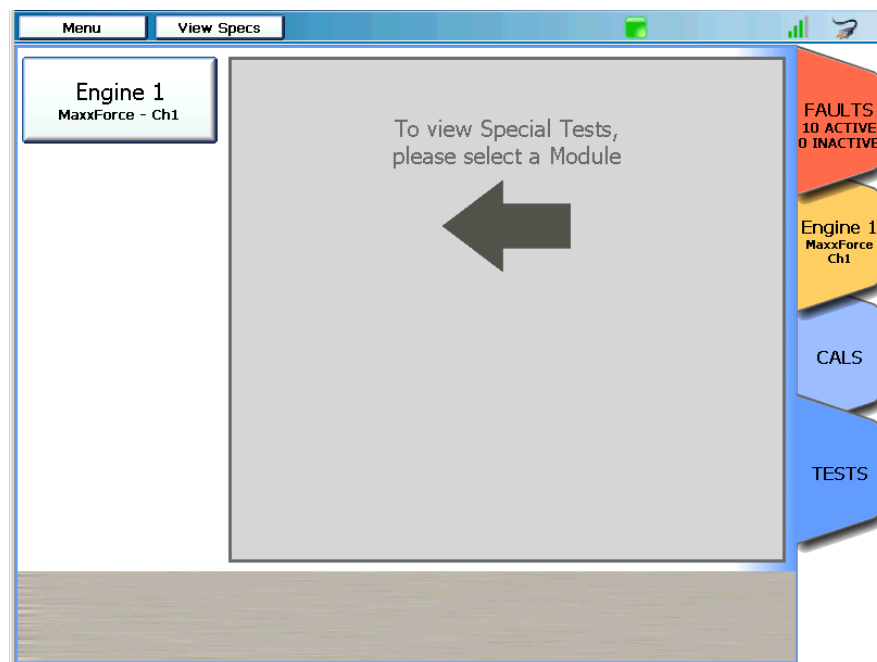 Menu
View Specs
Engine 1
MaxxForce - Ch1
To view Special Tests,
please select a Module
FAULTS
10 ACTIVE
0 INACTIVE
Engine 1
MaxxForce
Ch1
CALS
TESTS